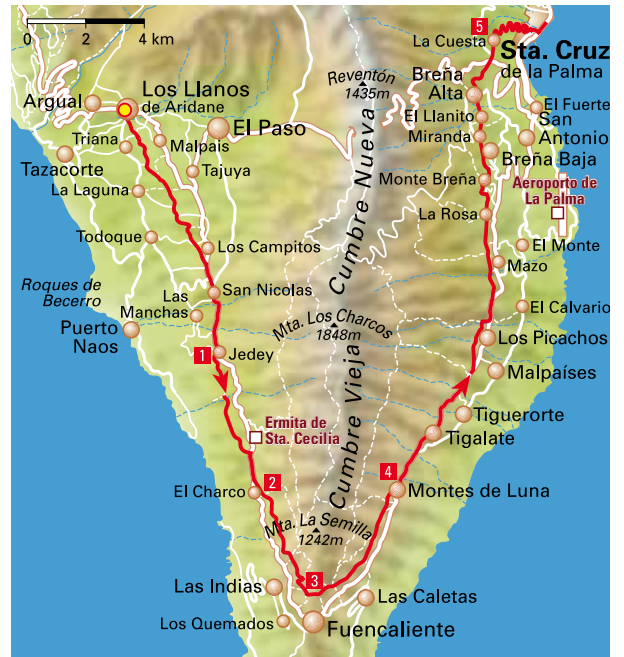 0 2 4 km
5
La Cuesta
Sta. Cruz
de la Palma
Reventón
1435m
Breña
Alta
Argual
Los Llanos
de Aridane
El Fuerte
El Llanito
San
Antonio
El Paso
Triana
Malpais
Miranda
Breña Baja
Tazacorte
Tajuya
La Laguna
Monte Breña
Aeroporto de
La Palma
Cumbre Nueva
La Rosa
Todoque
Los Campitos
El Monte
Mazo
Roques de
Becerro
San Nicolas
Las
Manchas
El Calvario
Mta. Los Charcos
1848m
Puerto
Naos
Los Picachos
1
Jedey
Malpaíses
Cumbre Vieja
Ermita de
Sta. Cecilia
Tiguerorte
Tigalate
2
4
El Charco
Montes de Luna
Mta. La Semilla
1242m
3
Las Indias
Las Caletas
Los Quemados
Fuencaliente